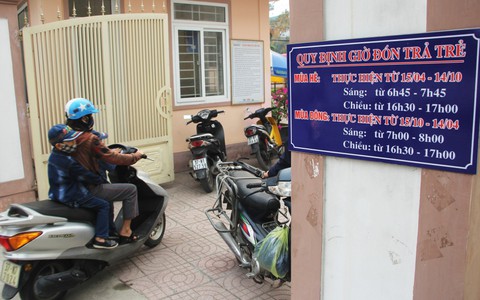 QUY ĐỊNH GIỜ ĐÓN TRẢ TRẺ
MÙA HÈ: THỰC HIỆN TỪ 15/04 - 14/10
Sáng: từ 6h45 - 7h45
Chiều: từ 16h30 - 17h00
MÙA ĐÔNG: THỰC HIỆN TỪ 15/10 - 14/04
Sáng: từ 7h00 - 8h00
Chiều: từ 16h30 - 17h00